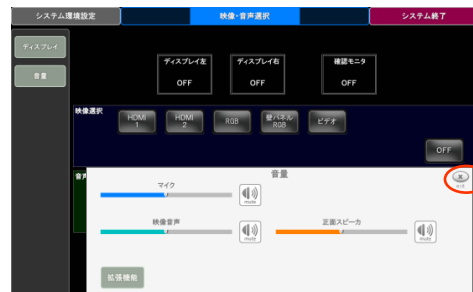 システム環境設定
映像・音声選択
システム終了
ディスプレイ
音量
ディスプレイ左
OFF
ディスプレイ右
OFF
確認モニタ
OFF
映像選択
HDMI
1
HDMI
2
RGB
壁パネル
RGB
ビデオ
OFF
音量
マイク
mute
映像音声
mute
正面スピーカ
mute
拡張機能